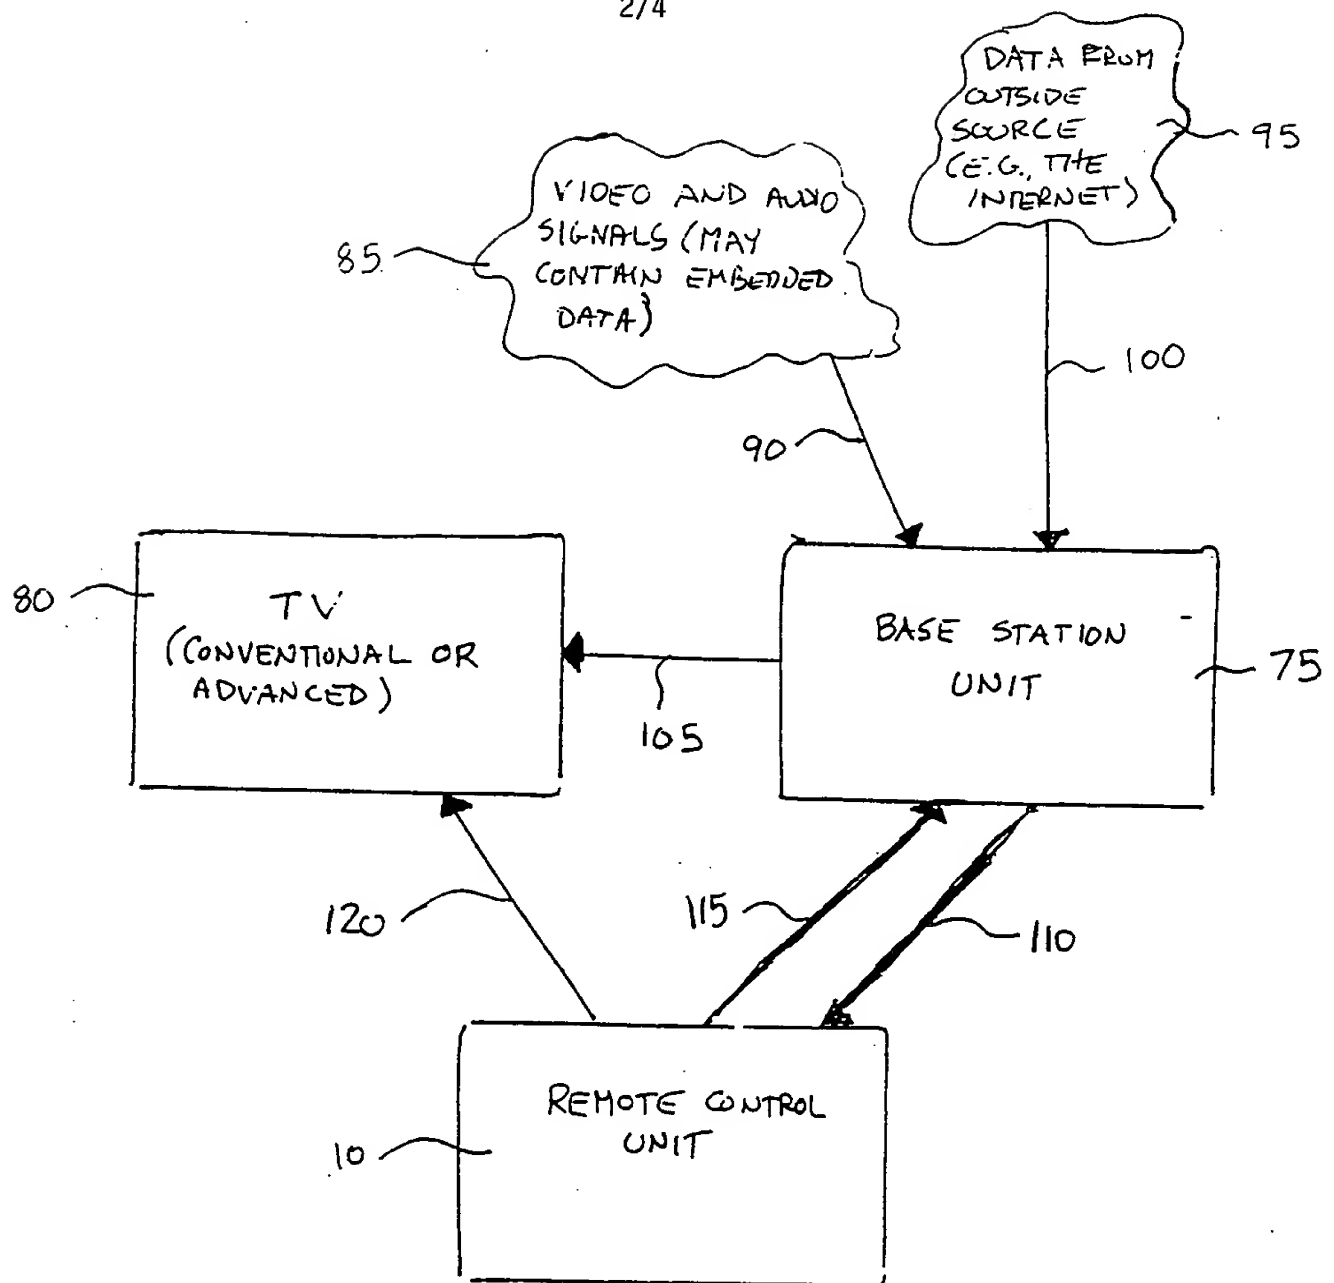 2/4
DATA FROM
OUTSIDE
SOURCE
(E.G., THE
INTERNET)
95
VIDEO AND AUDIO
SIGNALS (MAY
CONTAIN EMBEDDED
DATA)
85
100
90
80
TV
(CONVENTIONAL OR
ADVANCED)
BASE STATION
UNIT
75
105
120
115
110
REMOTE CONTROL
UNIT
10